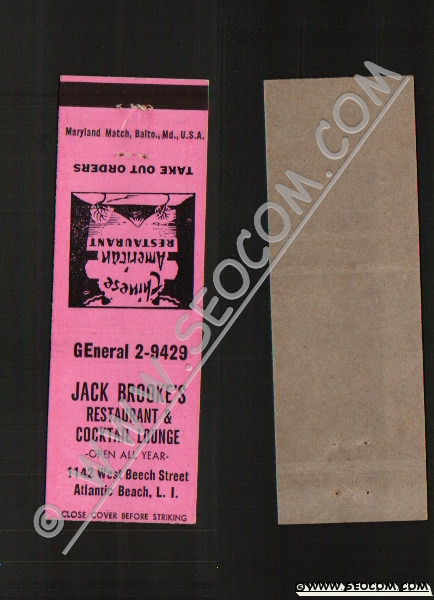 Maryland Match, Balto., Md., U.S.A.
TAKE OUT ORDERS
Chinese
American
RESTAURANT
GEneral 2-9429
JACK BROOKE'S
RESTAURANT &
COCKTAIL LOUNGE
-OPEN ALL YEAR-
1142 West Beech Street
Atlantic Beach, L. I.
CLOSE COVER BEFORE STRIKING
© WWW.SEOCOM.COM
©WWW.SEOCOM.COM